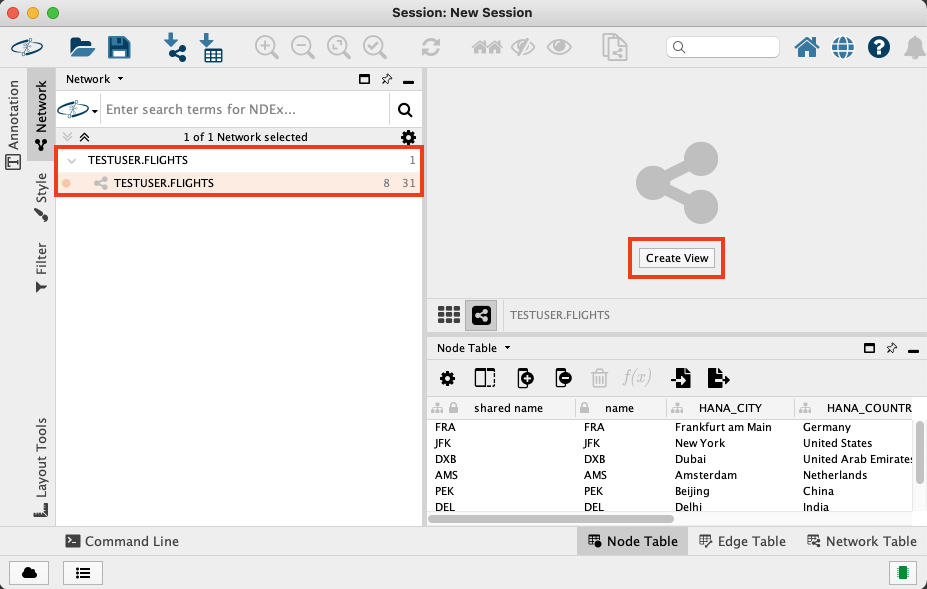 Session: New Session
Annotation
Network
Style
Filter
Layout Tools
Network
Enter search terms for NDEx...
1 of 1 Network selected
TESTUSER.FLIGHTS 1
TESTUSER.FLIGHTS 8 31
Create View
TESTUSER.FLIGHTS
Node Table
f(x)
shared name name HANA_CITY HANA_COUNTR
FRA FRA Frankfurt am Main Germany
JFK JFK New York United States
DXB DXB Dubai United Arab Emirates
AMS AMS Amsterdam Netherlands
PEK PEK Beijing China
DEL DEL Delhi India
Command Line
Node Table Edge Table Network Table